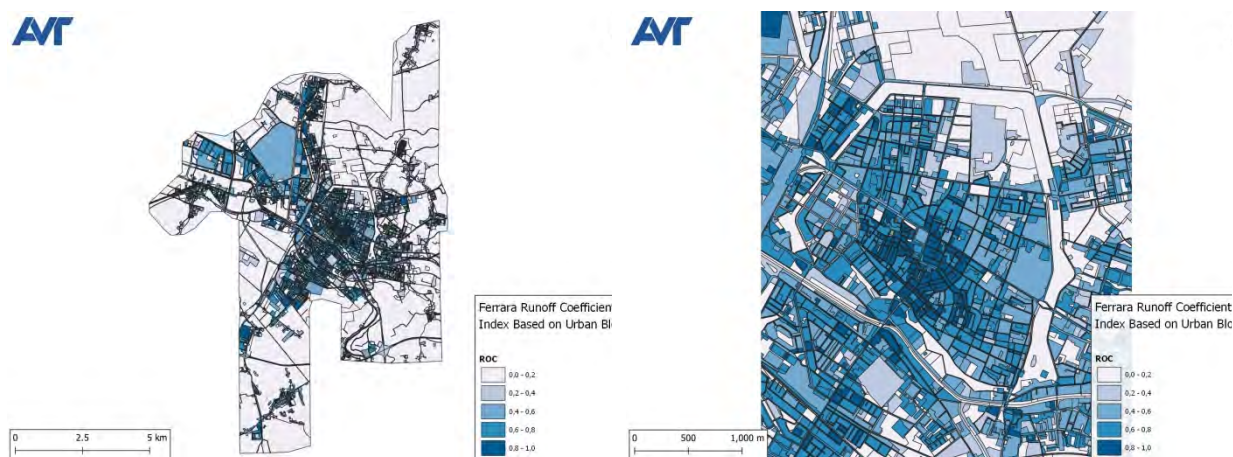 AVT
Ferrara Runoff Coefficient
Index Based on Urban Blo
ROC
0,0 - 0,2
0,2 - 0,4
0,4 - 0,6
0,6 - 0,8
0,8 - 1,0
0 2.5 5 km
AVT
Ferrara Runoff Coefficient
Index Based on Urban Blo
ROC
0,0 - 0,2
0,2 - 0,4
0,4 - 0,6
0,6 - 0,8
0,8 - 1,0
0 500 1,000 m